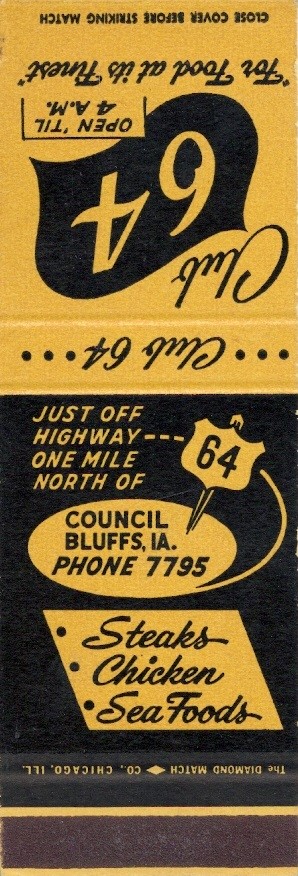 CLOSE COVER BEFORE STRIKING MATCH
"For Food at its Finest"
OPEN 'TIL
4 A.M.
Club
64
••• Club 64 •••
JUST OFF
HIGHWAY---
64
ONE MILE
NORTH OF
COUNCIL
BLUFFS, IA.
PHONE 7795
• Steaks
• Chicken
• Sea Foods
The DIAMOND MATCH CO., CHICAGO, ILL.